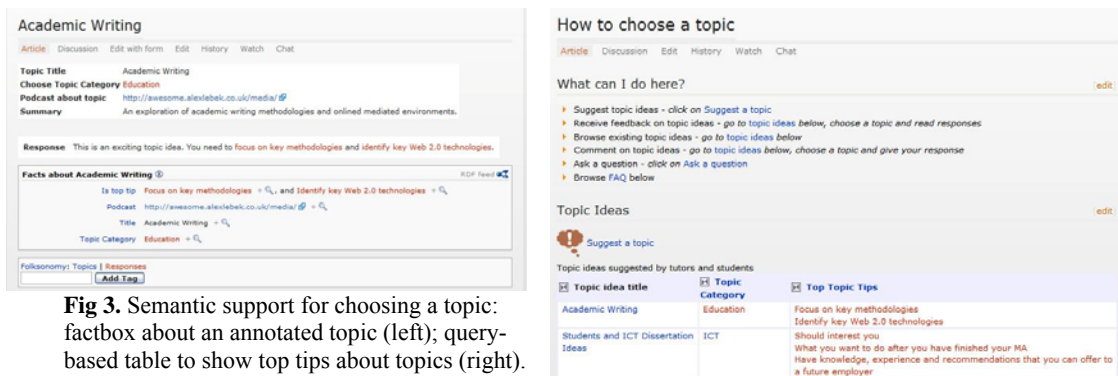 Academic Writing
Article Discussion Edit with form Edit History Watch Chat
Topic Title Academic Writing
Choose Topic Category Education
Podcast about topic http://awesome.alexlebek.co.uk/media/
Summary An exploration of academic writing methodologies and onlined mediated environments.
Response This is an exciting topic idea. You need to focus on key methodologies and identify key Web 2.0 technologies.
Facts about Academic Writing RDF feed
Is top tip Focus on key methodologies + , and Identify key Web 2.0 technologies +
Podcast http://awesome.alexlebek.co.uk/media/ +
Title Academic Writing +
Topic Category Education +
Folksonomy: Topics | Responses
Add Tag
Fig 3. Semantic support for choosing a topic:
factbox about an annotated topic (left); query-
based table to show top tips about topics (right).
How to choose a topic
Article Discussion Edit History Watch Chat
What can I do here? [edit]
Suggest topic ideas - click on Suggest a topic
Receive feedback on topic ideas - go to topic ideas below, choose a topic and read responses
Browse existing topic ideas - go to topic ideas below
Comment on topic ideas - go to topic ideas below, choose a topic and give your response
Ask a question - click on Ask a question
Browse FAQ below
Topic Ideas [edit]
Suggest a topic
Topic ideas suggested by tutors and students
Topic idea title Topic Category Top Topic Tips
Academic Writing Education Focus on key methodologies
Identify key Web 2.0 technologies
Students and ICT Dissertation Ideas ICT Should interest you
What you want to do after you have finished your MA
Have knowledge, experience and recommendations that you can offer to
a future employer